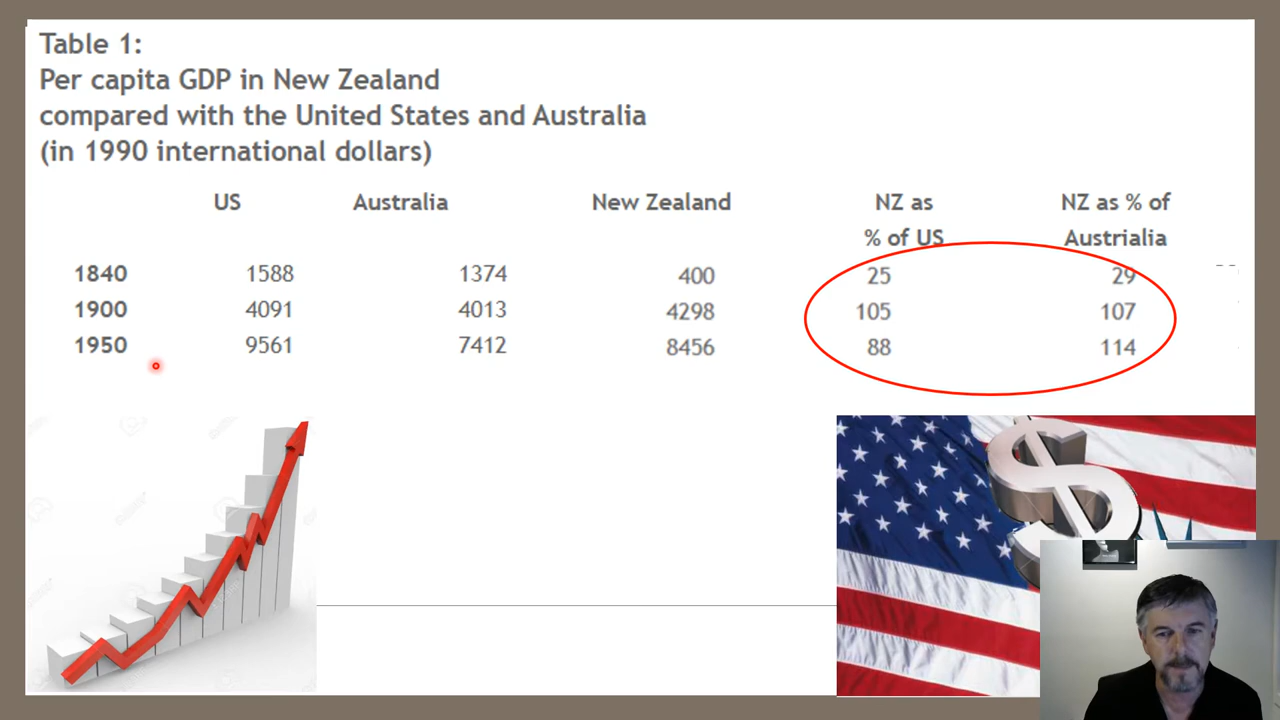 Table 1:
Per capita GDP in New Zealand
compared with the United States and Australia
(in 1990 international dollars)
US Australia New Zealand NZ as NZ as % of
% of US Austrialia
1840 1588 1374 400 25 29
1900 4091 4013 4298 105 107
1950 9561 7412 8456 88 114